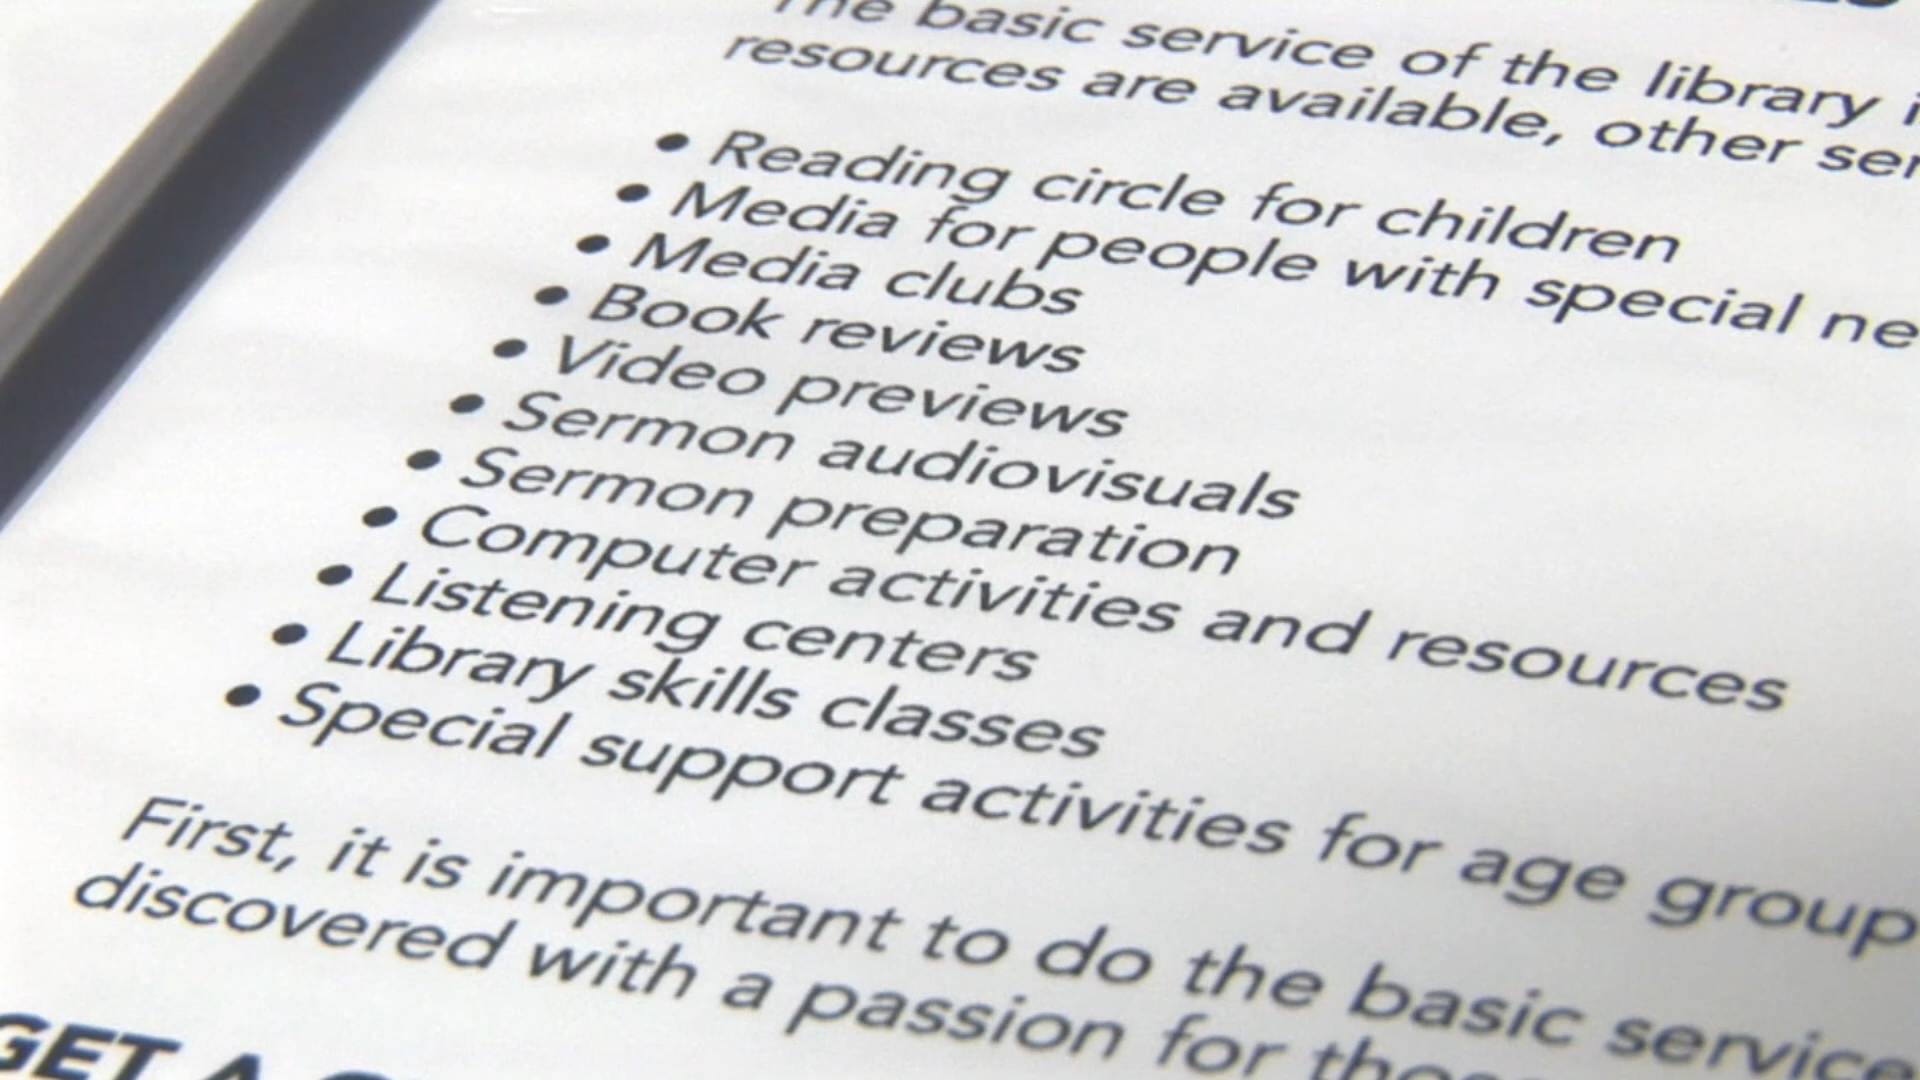 The basic service of the library
resources are available, other
• Reading circle for children
• Media for people with special
• Media clubs
• Book reviews
• Video previews
• Sermon audiovisuals
• Sermon preparation
• Computer activities and resources
• Listening centers
• Library skills classes
• Special support activities for age
First, it is important to do the basic service
discovered with a passion for
GET A